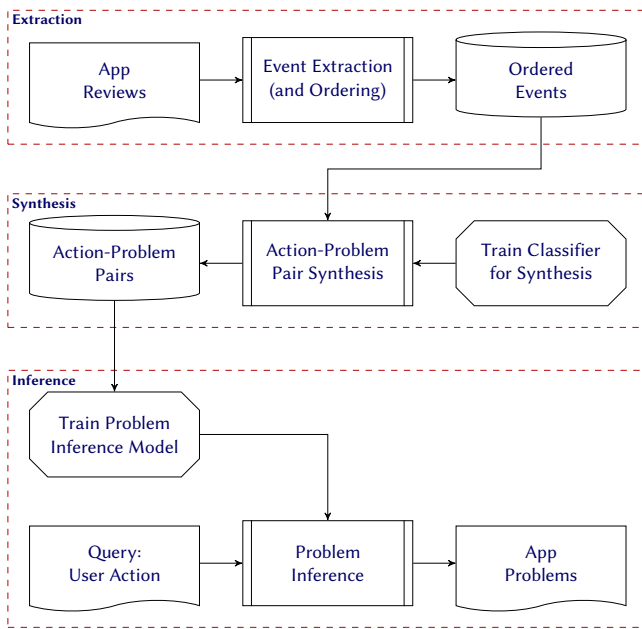 Extraction
App
Reviews
Event Extraction
(and Ordering)
Ordered
Events
Synthesis
Action-Problem
Pairs
Action-Problem
Pair Synthesis
Train Classifier
for Synthesis
Inference
Train Problem
Inference Model
Query:
User Action
Problem
Inference
App
Problems